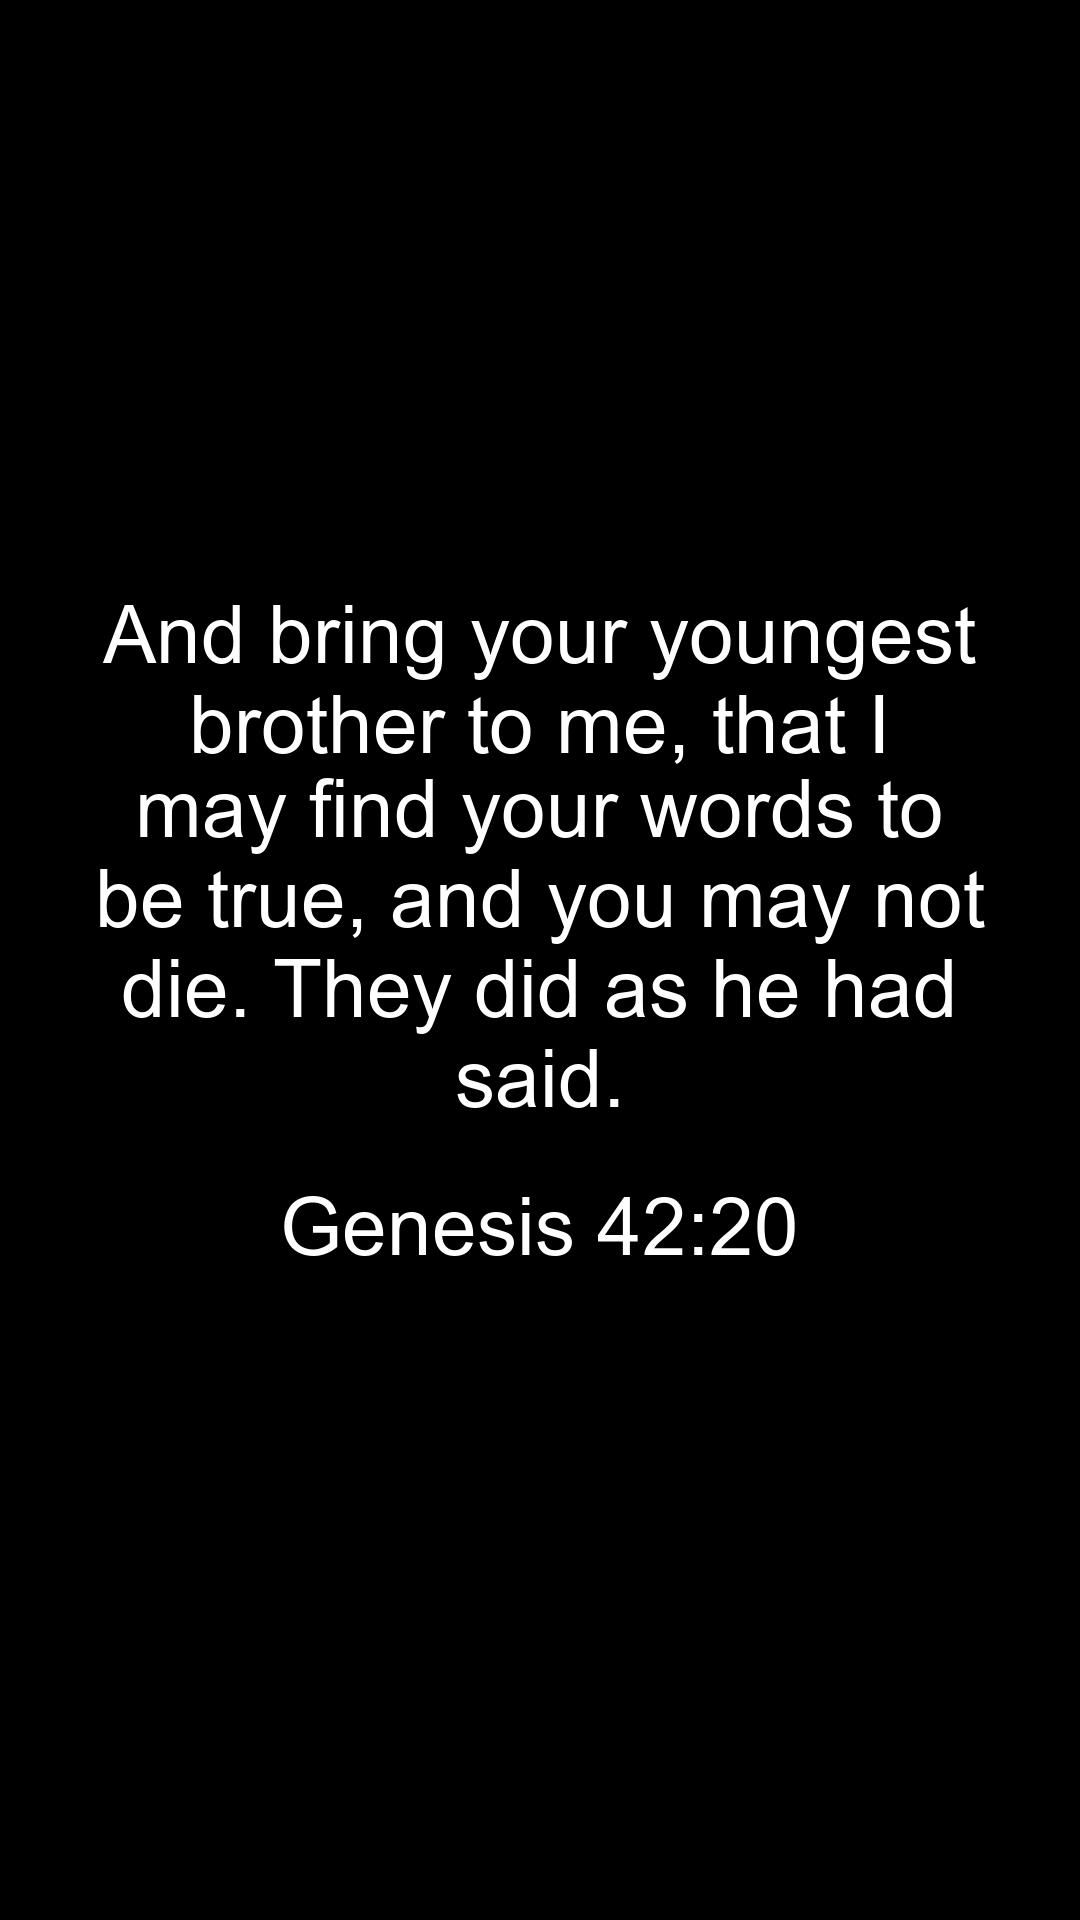 And bring your youngest
brother to me, that I
may find your words to
be true, and you may not
die. They did as he had
said.
Genesis 42:20